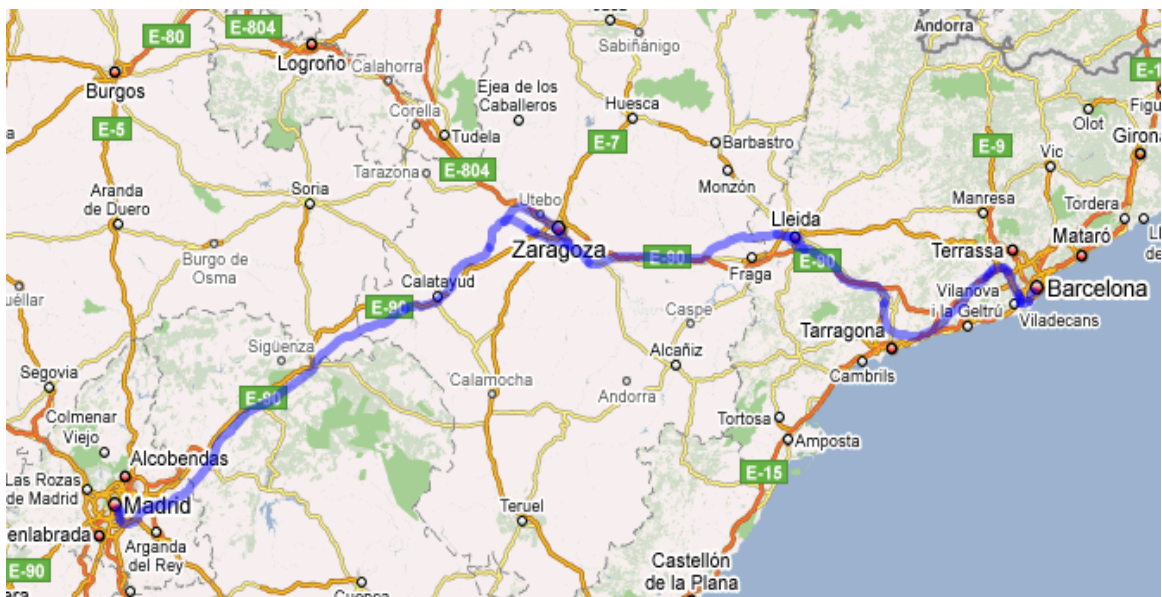 E-80
E-804
Logroño
Burgos
Calahorra
Corella
Ejea de los
Caballeros
Sabiñánigo
Huesca
Andorra
E-5
Tudela
E-804
E-7
Barbastro
Monzón
E-9
Vic
Olot
Girona
Aranda
de Duero
Soria
Tarazona
Utebo
Zaragoza
Lleida
Manresa
Tordera
Burgo de
Osma
Calatayud
E-90
E-90
Fraga
E-90
Terrassa
Mataró
Barcelona
Vilanova
i la Geltrú
Viladecans
Caspe
Tarragona
Cambrils
Sigüenza
Segovia
E-90
Calamocha
Alcañiz
Andorra
Colmenar
Viejo
Tortosa
Amposta
Alcobendas
E-15
Las Rozas
de Madrid
Madrid
enlabrada
Arganda
del Rey
Teruel
E-90
Castellón
de la Plana
Cuenca